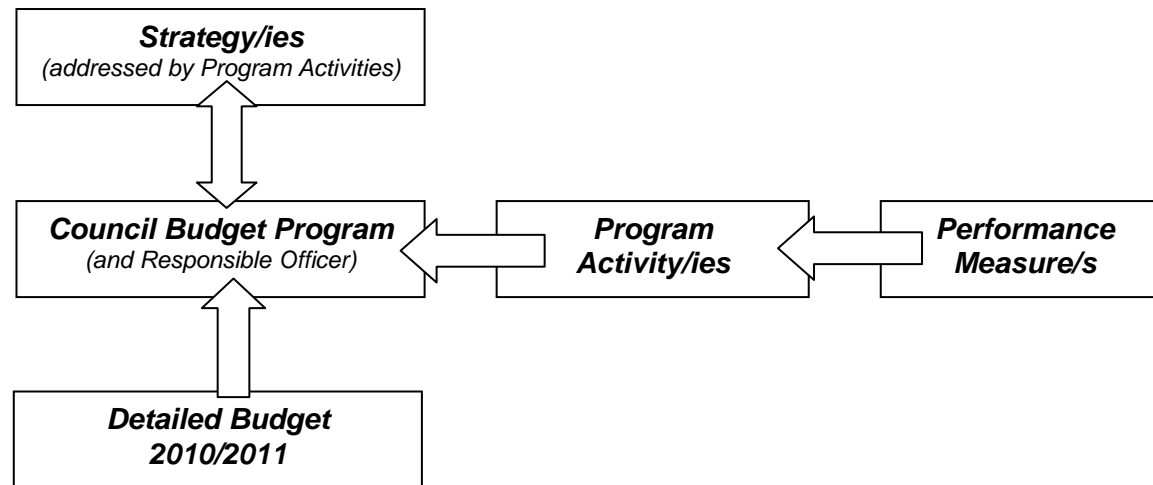 Strategy/ies
(addressed by Program Activities)
Council Budget Program
(and Responsible Officer)
Program
Activity/ies
Performance
Measure/s
Detailed Budget
2010/2011